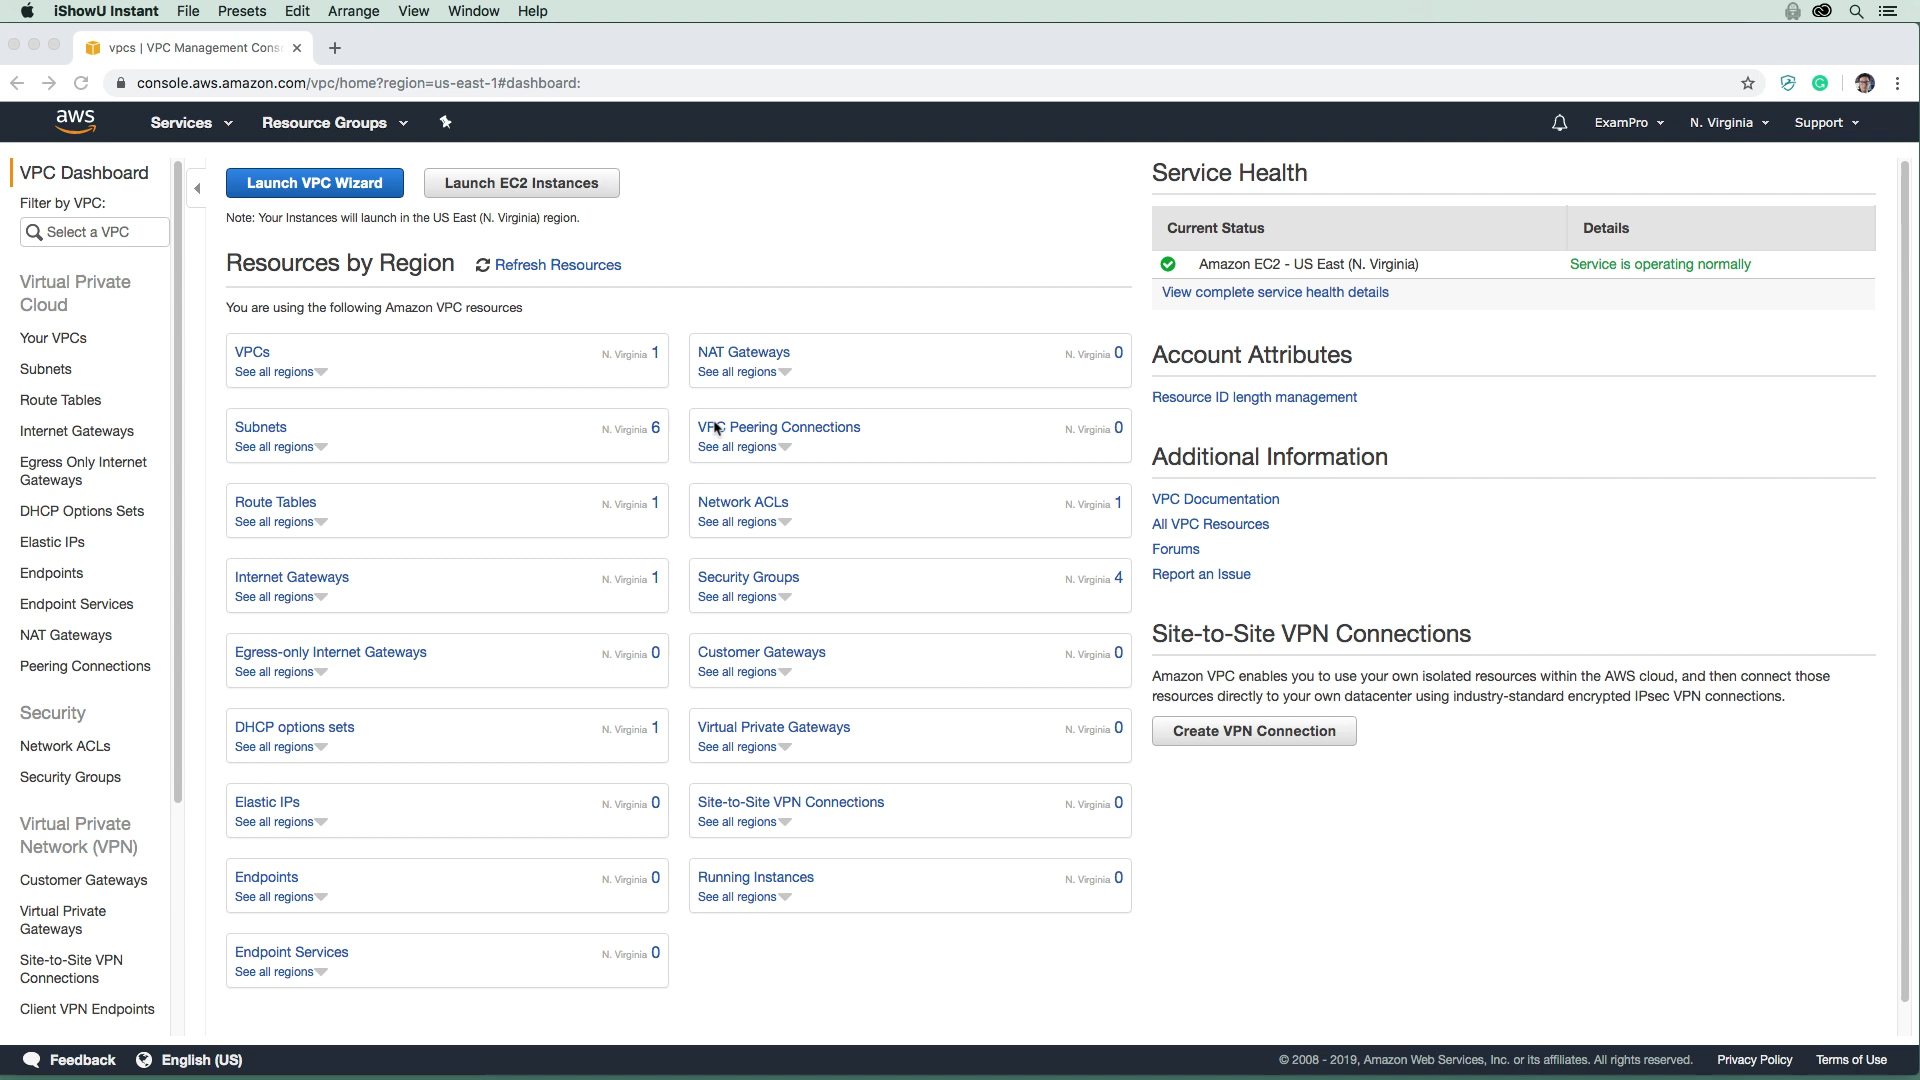 iShowU Instant File Presets Edit Arrange View Window Help
vpcs | VPC Management Cons
console.aws.amazon.com/vpc/home?region=us-east-1#dashboard:
aws Services Resource Groups ExamPro N. Virginia Support
VPC Dashboard
Filter by VPC:
Select a VPC
Virtual Private
Cloud
Your VPCs
Subnets
Route Tables
Internet Gateways
Egress Only Internet
Gateways
DHCP Options Sets
Elastic IPs
Endpoints
Endpoint Services
NAT Gateways
Peering Connections
Security
Network ACLs
Security Groups
Virtual Private
Network (VPN)
Customer Gateways
Virtual Private
Gateways
Site-to-Site VPN
Connections
Client VPN Endpoints
Launch VPC Wizard Launch EC2 Instances
Note: Your Instances will launch in the US East (N. Virginia) region.
Resources by Region Refresh Resources
You are using the following Amazon VPC resources
VPCs N. Virginia 1
See all regions
NAT Gateways N. Virginia 0
See all regions
Subnets N. Virginia 6
See all regions
VPC Peering Connections N. Virginia 0
See all regions
Route Tables N. Virginia 1
See all regions
Network ACLs N. Virginia 1
See all regions
Internet Gateways N. Virginia 1
See all regions
Security Groups N. Virginia 4
See all regions
Egress-only Internet Gateways N. Virginia 0
See all regions
Customer Gateways N. Virginia 0
See all regions
DHCP options sets N. Virginia 1
See all regions
Virtual Private Gateways N. Virginia 0
See all regions
Elastic IPs N. Virginia 0
See all regions
Site-to-Site VPN Connections N. Virginia 0
See all regions
Endpoints N. Virginia 0
See all regions
Running Instances N. Virginia 0
See all regions
Endpoint Services N. Virginia 0
See all regions
Service Health
Current Status Details
Amazon EC2 - US East (N. Virginia) Service is operating normally
View complete service health details
Account Attributes
Resource ID length management
Additional Information
VPC Documentation
All VPC Resources
Forums
Report an Issue
Site-to-Site VPN Connections
Amazon VPC enables you to use your own isolated resources within the AWS cloud, and then connect those
resources directly to your own datacenter using industry-standard encrypted IPsec VPN connections.
Create VPN Connection
Feedback English (US) © 2008 - 2019, Amazon Web Services, Inc. or its affiliates. All rights reserved. Privacy Policy Terms of Use